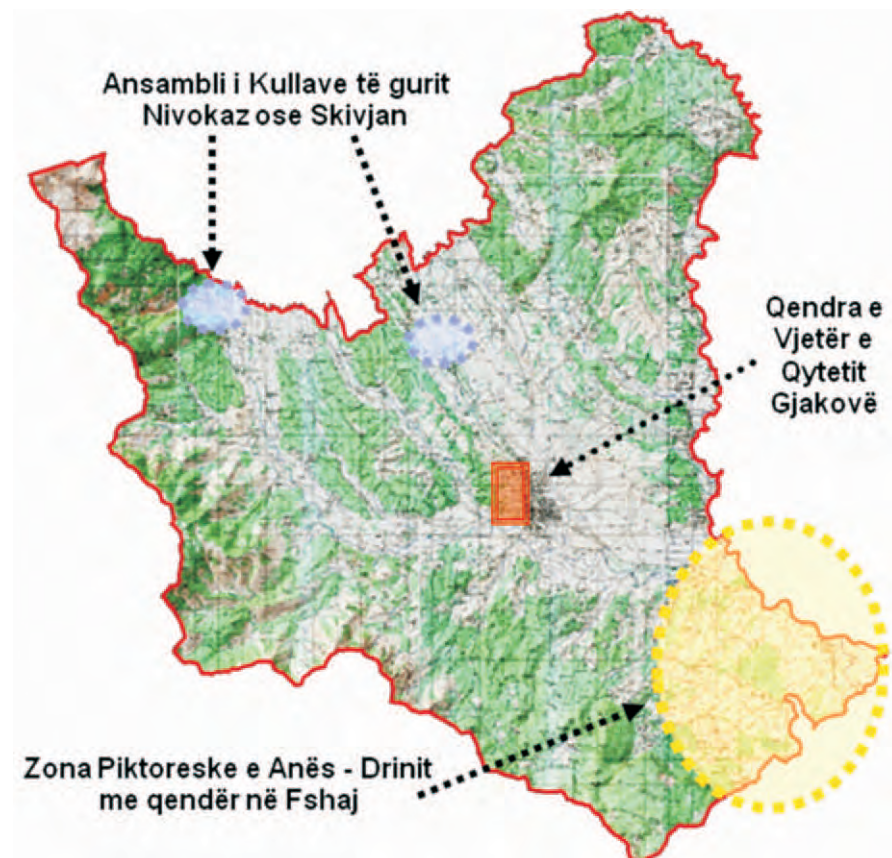 Ansambli i Kullave të gurit
Nivokaz ose Skivjan
Qendra e
Vjetër e
Qytetit
Gjakovë
Zona Piktoreske e Anës - Drinit
me qendër në Fshaj